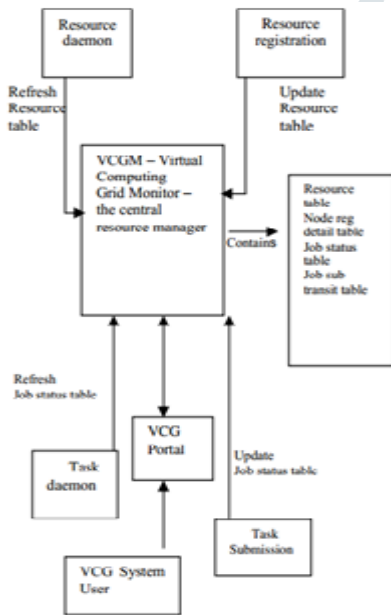 Resource
daemon
Resource
registration
Refresh
Resource
table
Update
Resource
table
VCGM – Virtual
Computing
Grid Monitor –
the central
resource manager
Contains
Resource
table
Node reg
detail table
Job status
table
Job sub
transit table
Refresh
Job status table
VCG
Portal
Task
daemon
Update
Job status table
Task
Submission
VCG System
User